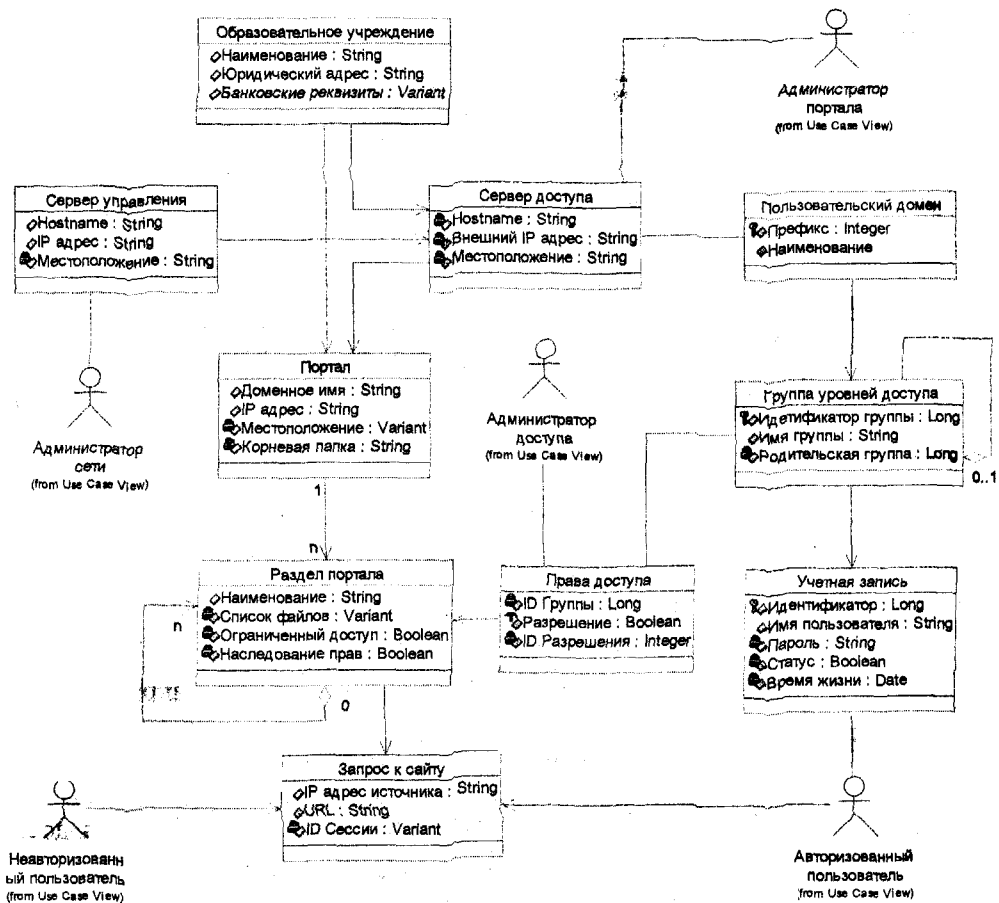 Образовательное учреждение
Наименование : String
Юридический адрес : String
Банковские реквизиты : Variant
Администратор
портала
(from Use Case View)
Сервер управления
Hostname : String
IP адрес : String
Местоположение : String
Сервер доступа
Hostname : String
Внешний IP адрес : String
Местоположение : String
Пользовательский домен
Префикс : Integer
Наименование
Администратор
сети
(from Use Case View)
Портал
Доменное имя : String
IP адрес : String
Местоположение : Variant
Корневая папка : String
Администратор
доступа
(from Use Case View)
Группа уровней доступа
Идетификатор группы : Long
Имя группы : String
Родительская группа : Long
0..1
1
n
Раздел портала
Наименование : String
Список файлов : Variant
Ограниченный доступ : Boolean
Наследование прав : Boolean
n
0
Права доступа
ID Группы : Long
Разрешение : Boolean
ID Разрешения : Integer
Учетная запись
Идентификатор : Long
Имя пользователя : String
Пароль : String
Статус : Boolean
Время жизни : Date
Запрос к сайту
IP адрес источника : String
URL : String
ID Сессии : Variant
Неавторизованн
ый пользователь
(from Use Case View)
Авторизованный
пользователь
(from Use Case View)